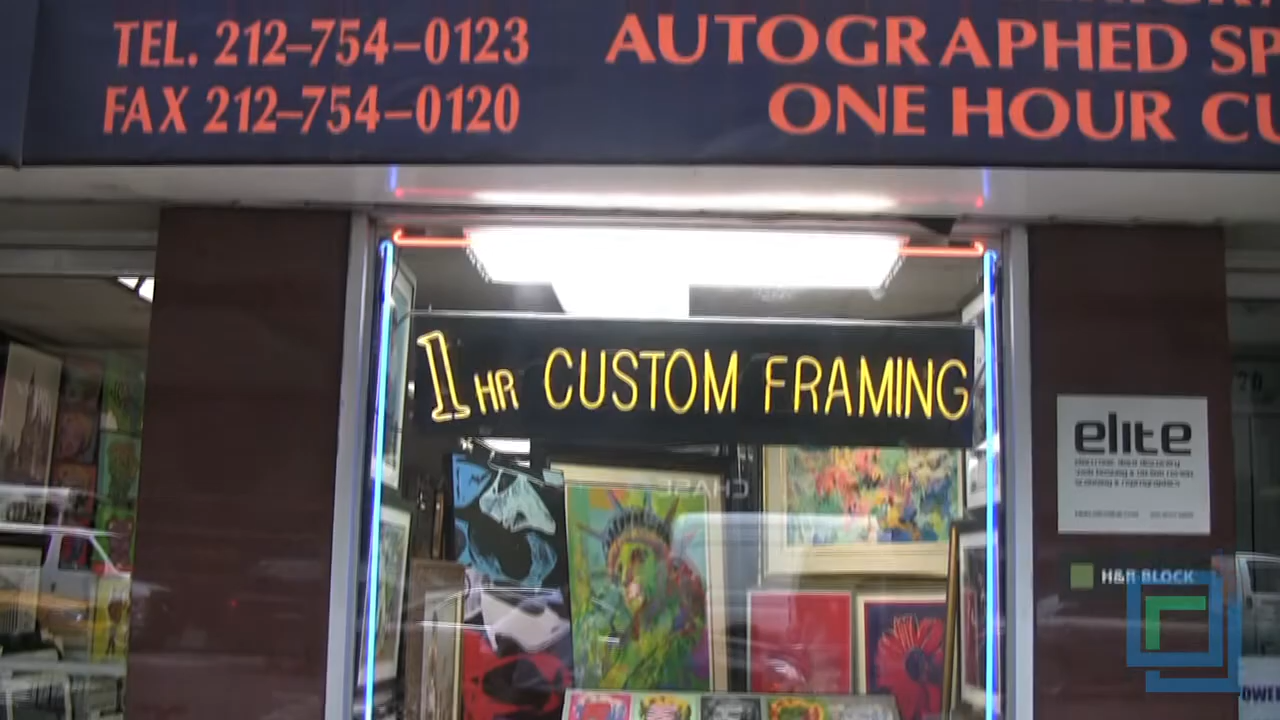 TEL. 212-754-0123
FAX 212-754-0120
AUTOGRAPHED SP
ONE HOUR CU
1 HR CUSTOM FRAMING
elite
H&R BLOCK